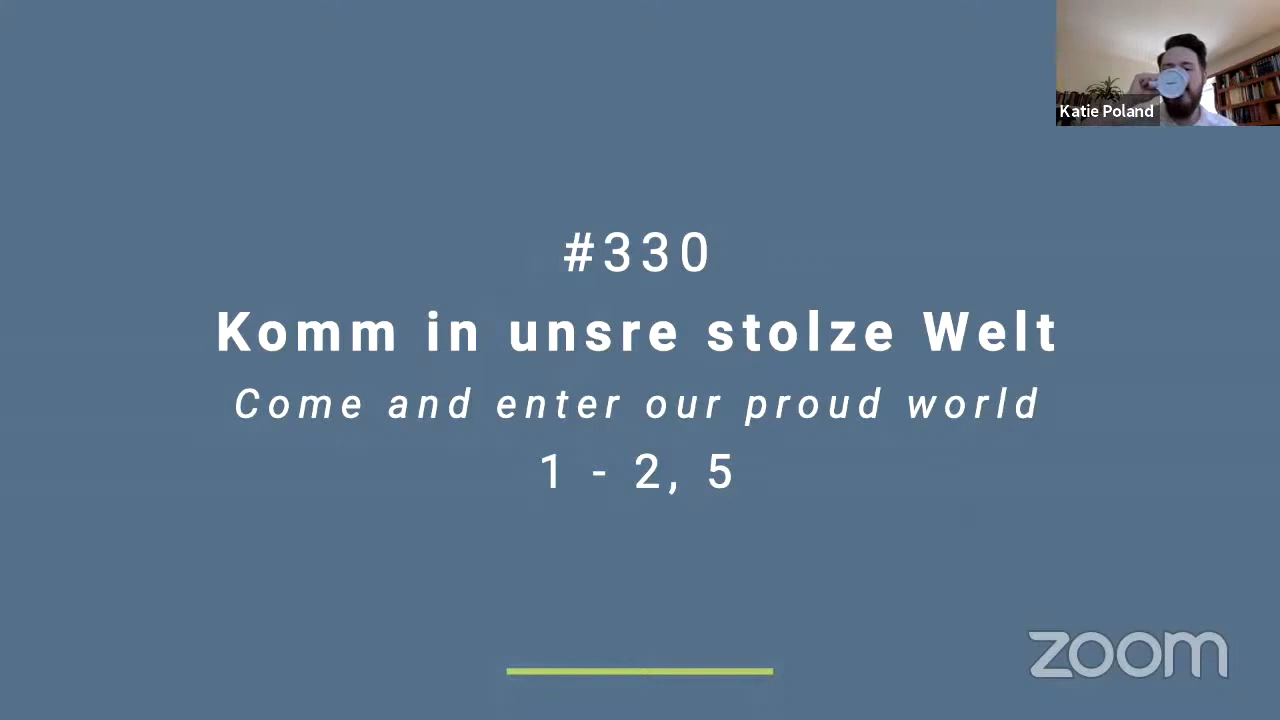 Katie Poland
#330
Komm in unsre stolze Welt
Come and enter our proud world
1 - 2, 5
zoom